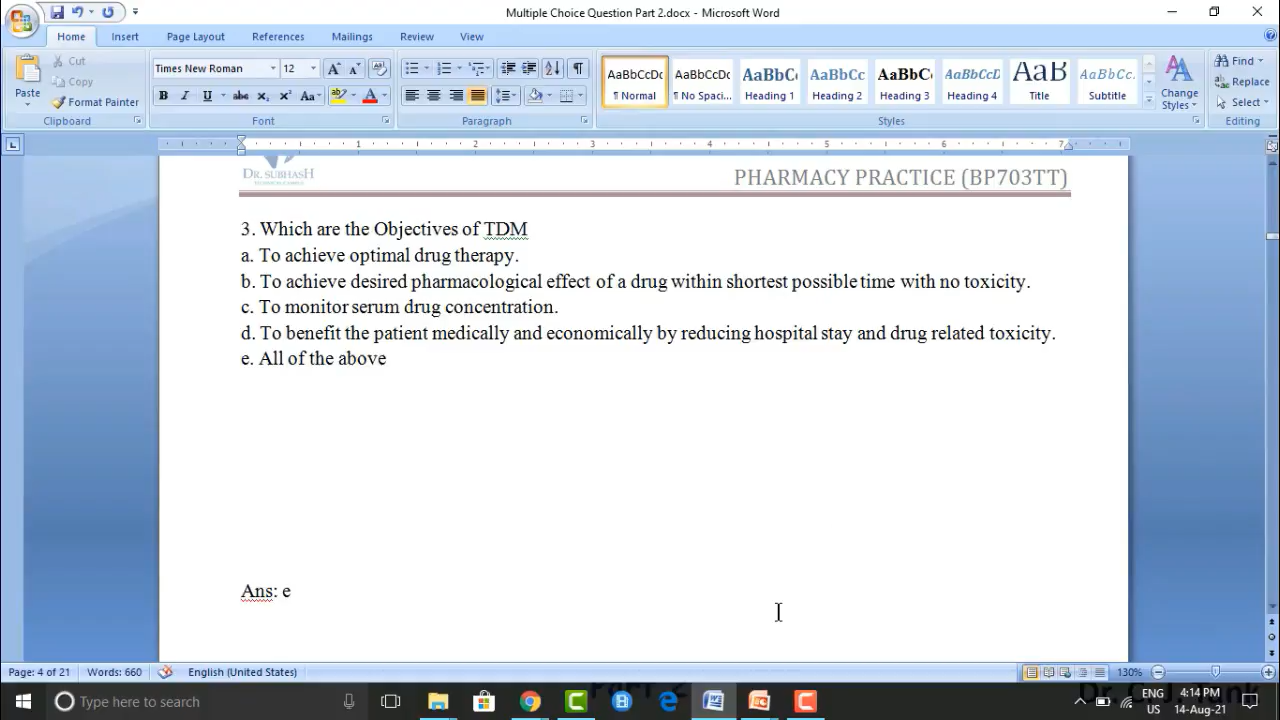 Multiple Choice Question Part 2.docx - Microsoft Word
Home Insert Page Layout References Mailings Review View
Paste
Cut
Copy
Format Painter
Clipboard
Times New Roman 12
Font
Paragraph
AaBbCcDc AaBbCcDc AaBbC AaBbCc AaBbC AaBbCcD AaB AaBbCc.
¶ Normal ¶ No Spaci... Heading 1 Heading 2 Heading 3 Heading 4 Title Subtitle
Change Styles
Styles
Find
Replace
Select
Editing
1 2 3 4 5 6 7
DR. SUBHASH
PHARMACY PRACTICE (BP703TT)
3. Which are the Objectives of TDM
a. To achieve optimal drug therapy.
b. To achieve desired pharmacological effect of a drug within shortest possible time with no toxicity.
c. To monitor serum drug concentration.
d. To benefit the patient medically and economically by reducing hospital stay and drug related toxicity.
e. All of the above
Ans: e
Page: 4 of 21 Words: 660 English (United States) 130%
Type here to search
ENG
US
4:14 PM
14-Aug-21